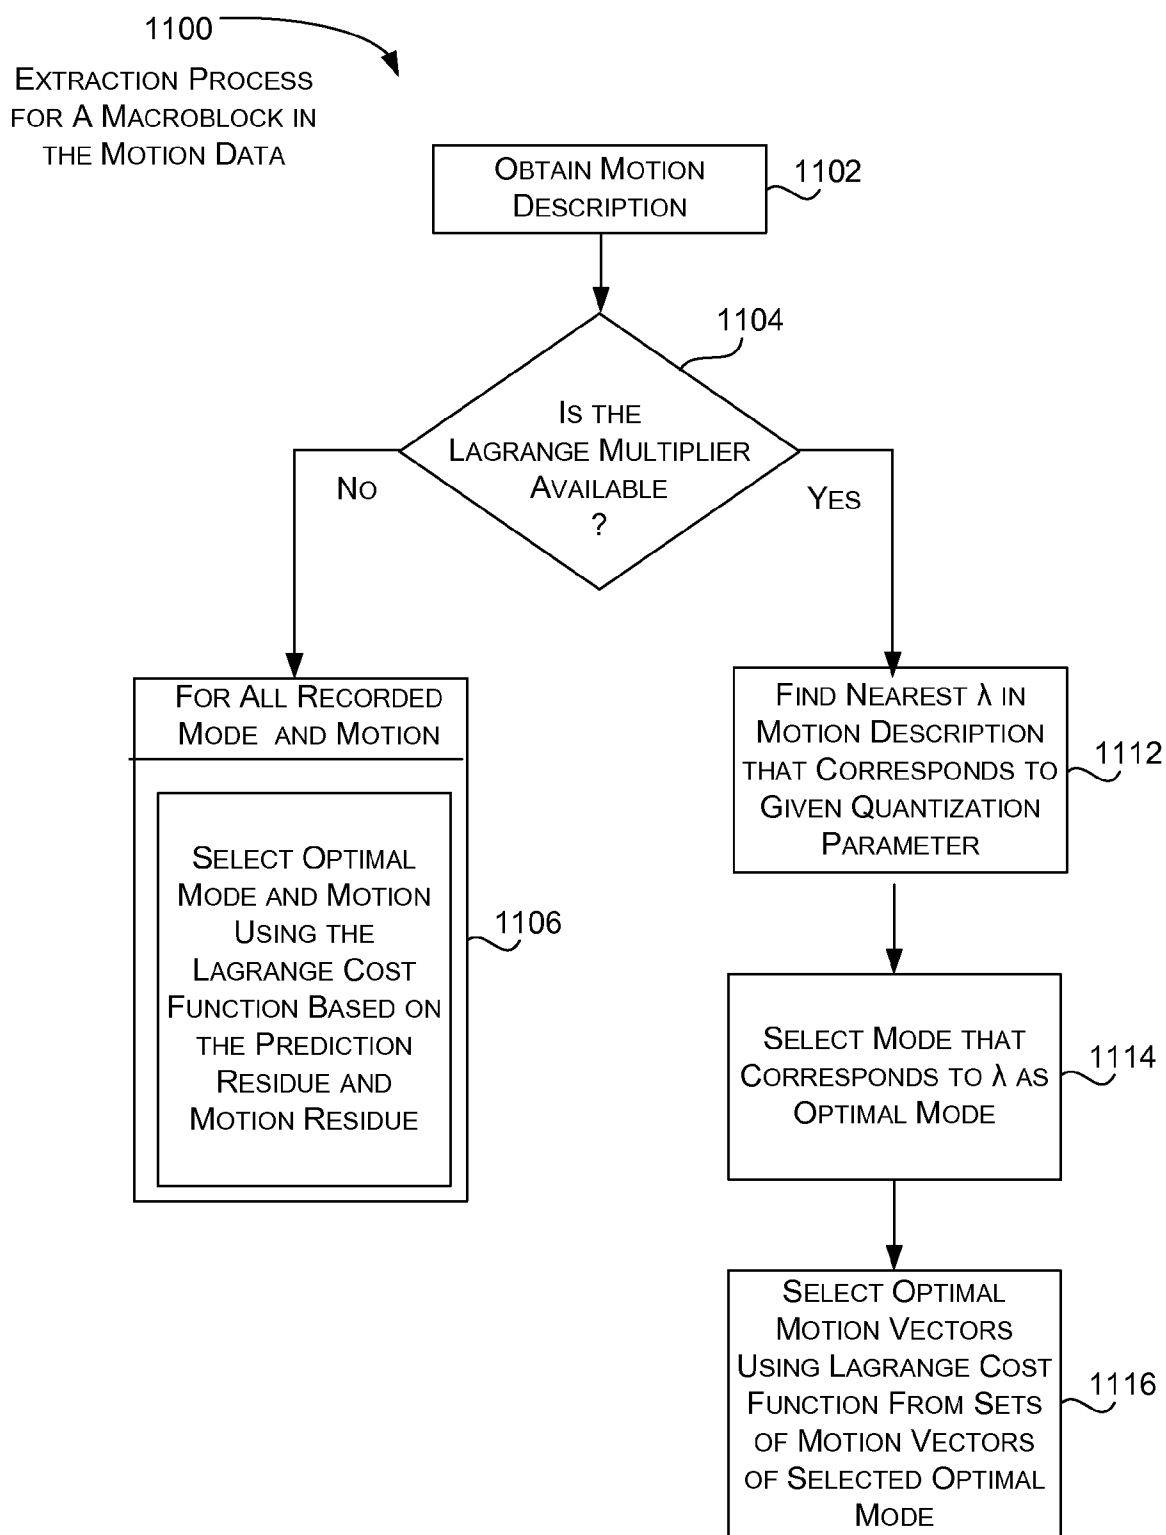 1100
EXTRACTION PROCESS
FOR A MACROBLOCK IN
THE MOTION DATA
OBTAIN MOTION
DESCRIPTION
1102
1104
IS THE
LAGRANGE MULTIPLIER
AVAILABLE
?
NO
YES
FOR ALL RECORDED
MODE AND MOTION
SELECT OPTIMAL
MODE AND MOTION
USING THE
LAGRANGE COST
FUNCTION BASED ON
THE PREDICTION
RESIDUE AND
MOTION RESIDUE
1106
FIND NEAREST λ IN
MOTION DESCRIPTION
THAT CORRESPONDS TO
GIVEN QUANTIZATION
PARAMETER
1112
SELECT MODE THAT
CORRESPONDS TO λ AS
OPTIMAL MODE
1114
SELECT OPTIMAL
MOTION VECTORS
USING LAGRANGE COST
FUNCTION FROM SETS
OF MOTION VECTORS
OF SELECTED OPTIMAL
MODE
1116